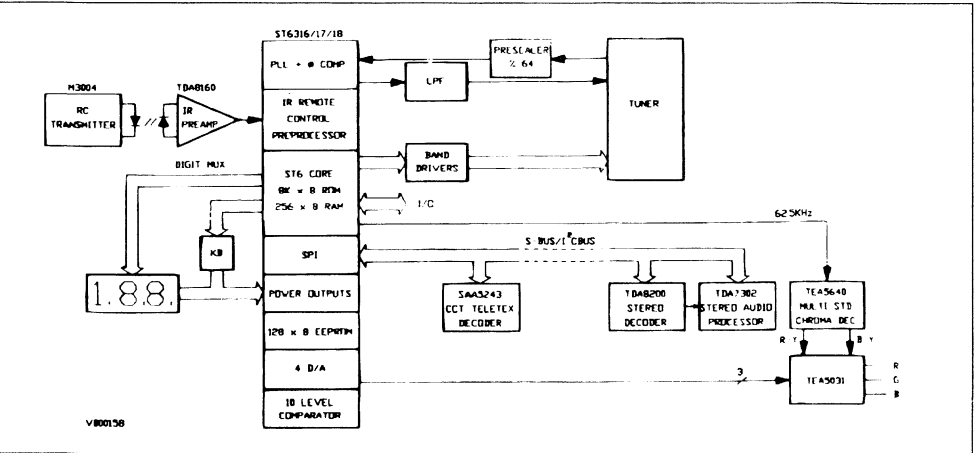 ST6316/17/18
PLL + Ø COMP
PRESCALER
% 64
LPF
TUNER
M3004
RC
TRANSMITTER
TDA8160
IR
PREAMP
IR REMOTE
CONTROL
PREPROCESSOR
DIGIT MUX
ST6 CORE
8K × 8 ROM
256 × 8 RAM
BAND
DRIVERS
I/O
62.5KHz
KB
SPI
S-BUS/I²CBUS
1.8.8.
POWER OUTPUTS
SAA5243
CCT TELETEX
DECODER
TDA8200
STEREO
DECODER
TDA7302
STEREO AUDIO
PROCESSOR
TEA5640
MULTI STD
CHROMA DEC
128 × 8 EEPROM
R Y
B Y
4 D/A
3
TEA5031
R
G
B
10 LEVEL
COMPARATOR
V800158